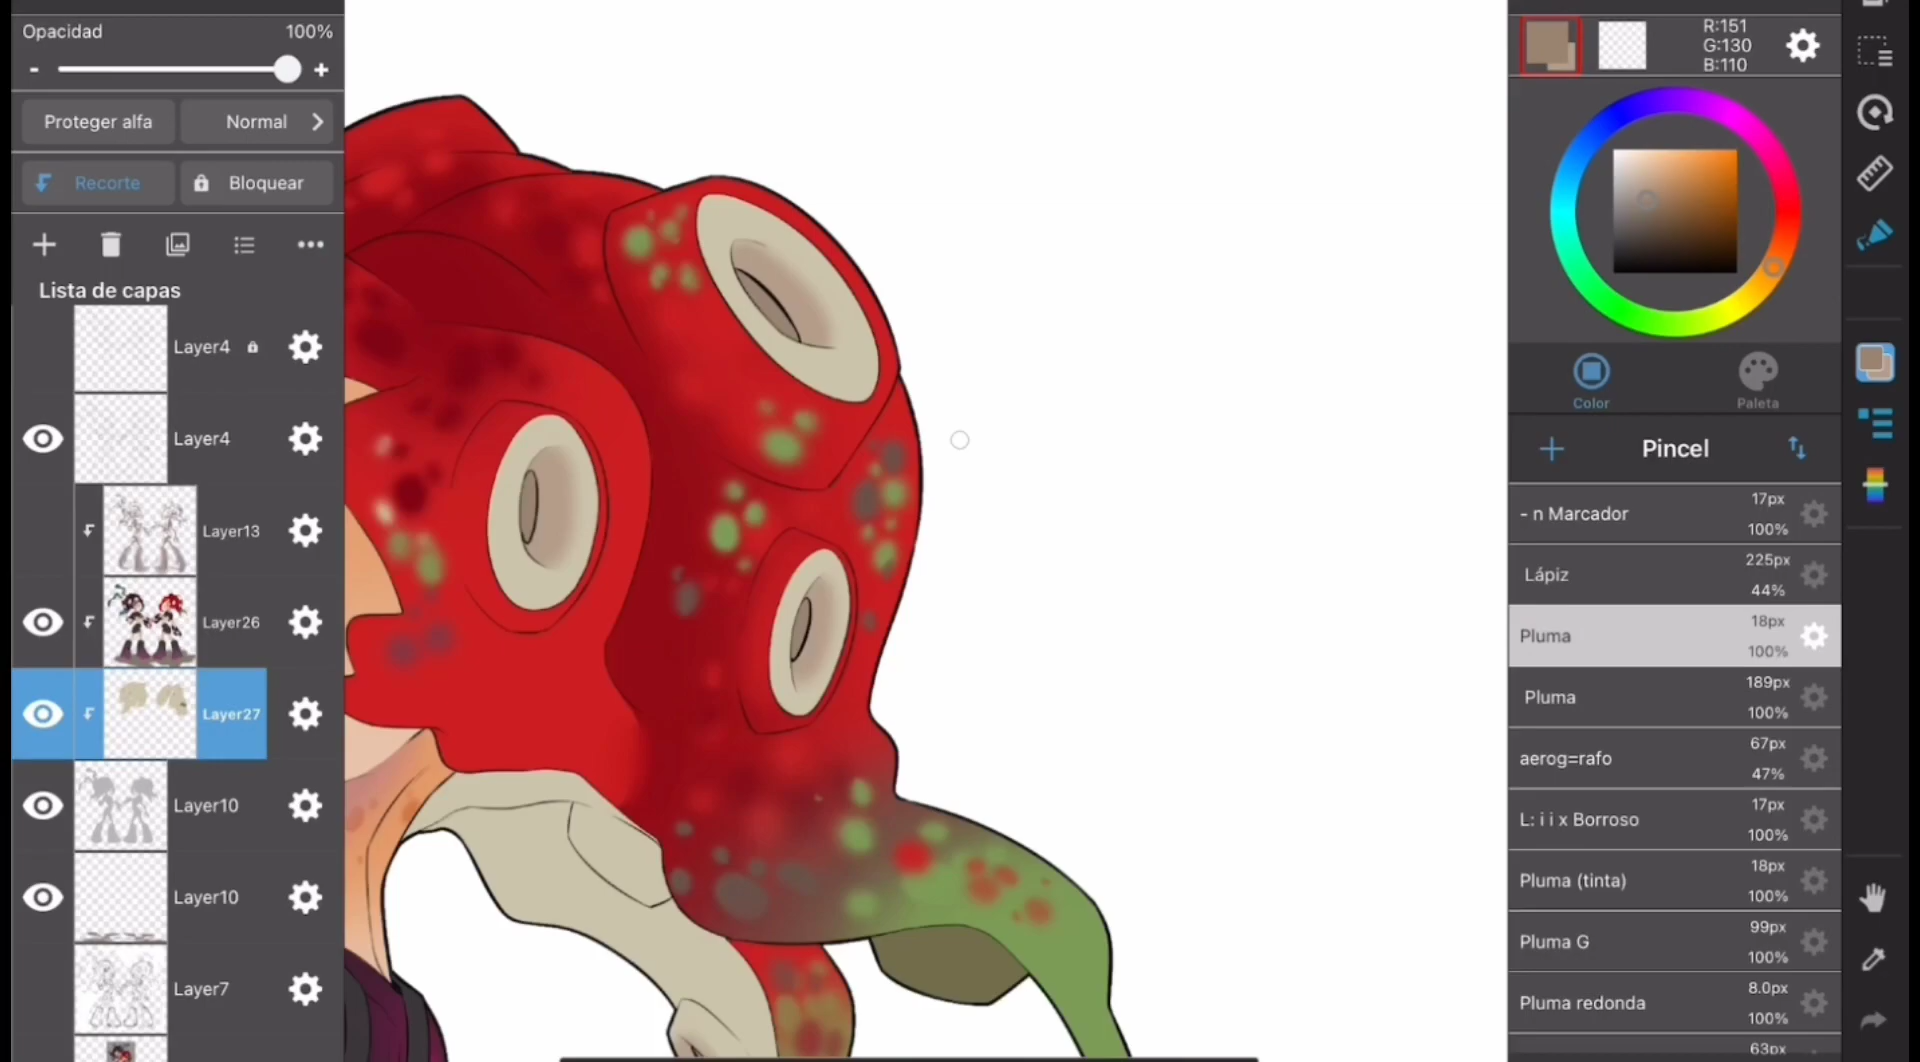 Opacidad 100%
- +
Proteger alfa Normal
Recorte Bloquear
Lista de capas
Layer4
Layer4
Layer13
Layer26
Layer27
Layer10
Layer10
Layer7
R:151
G:130
B:110
Color Paleta
Pincel
17px
- n Marcador
100%
225px
Lápiz
44%
18px
Pluma
100%
189px
Pluma
100%
67px
aerog=rafo
47%
17px
L: i i x Borroso
100%
18px
Pluma (tinta)
100%
99px
Pluma G
100%
8.0px
Pluma redonda
100%
63px